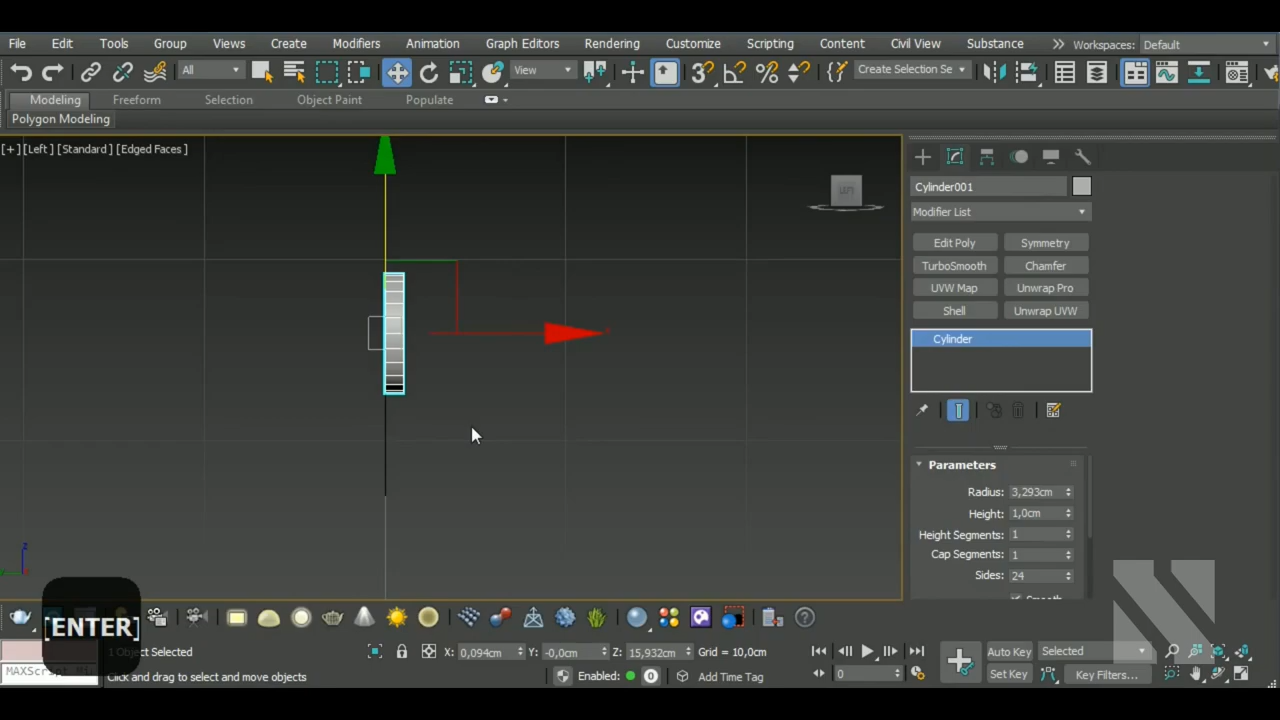 File Edit Tools Group Views Create Modifiers Animation Graph Editors Rendering Customize Scripting Content Civil View Substance Workspaces: Default
All View Create Selection Se
Modeling Freeform Selection Object Paint Populate
Polygon Modeling
[+] [Left] [Standard] [Edged Faces]
Cylinder001
Modifier List
Edit Poly Symmetry
TurboSmooth Chamfer
UVW Map Unwrap Pro
Shell Unwrap UVW
Cylinder
Parameters
Radius: 3,293cm
Height: 1,0cm
Height Segments: 1
Cap Segments: 1
Sides: 24
Smooth
[ENTER]
1 Object Selected X: 0,094cm Y: -0,0cm Z: 15,932cm Grid = 10,0cm Auto Key Selected
Click and drag to select and move objects Enabled: 0 Add Time Tag 0 Set Key Key Filters...